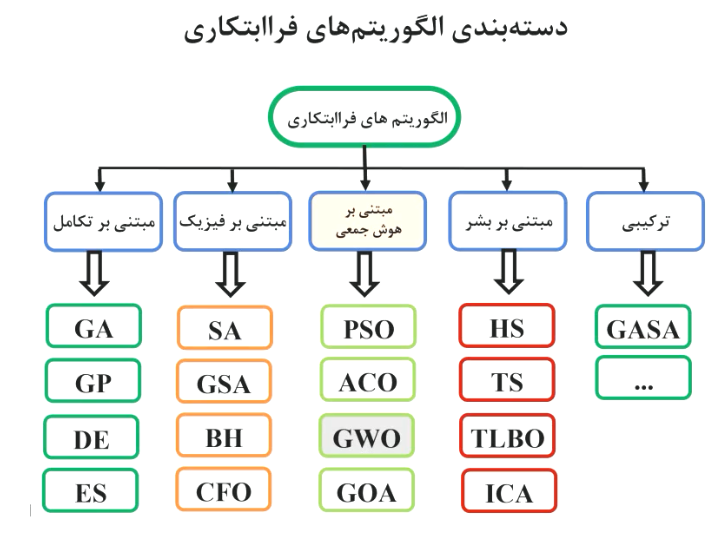 دسته‌بندی الگوریتم‌های فراابتکاری
الگوریتم های فراابتکاری
ترکیبی
مبتنی بر بشر
مبتنی بر
هوش جمعی
مبتنی بر فیزیک
مبتنی بر تکامل
GASA
...
HS
TS
TLBO
ICA
PSO
ACO
GWO
GOA
SA
GSA
BH
CFO
GA
GP
DE
ES